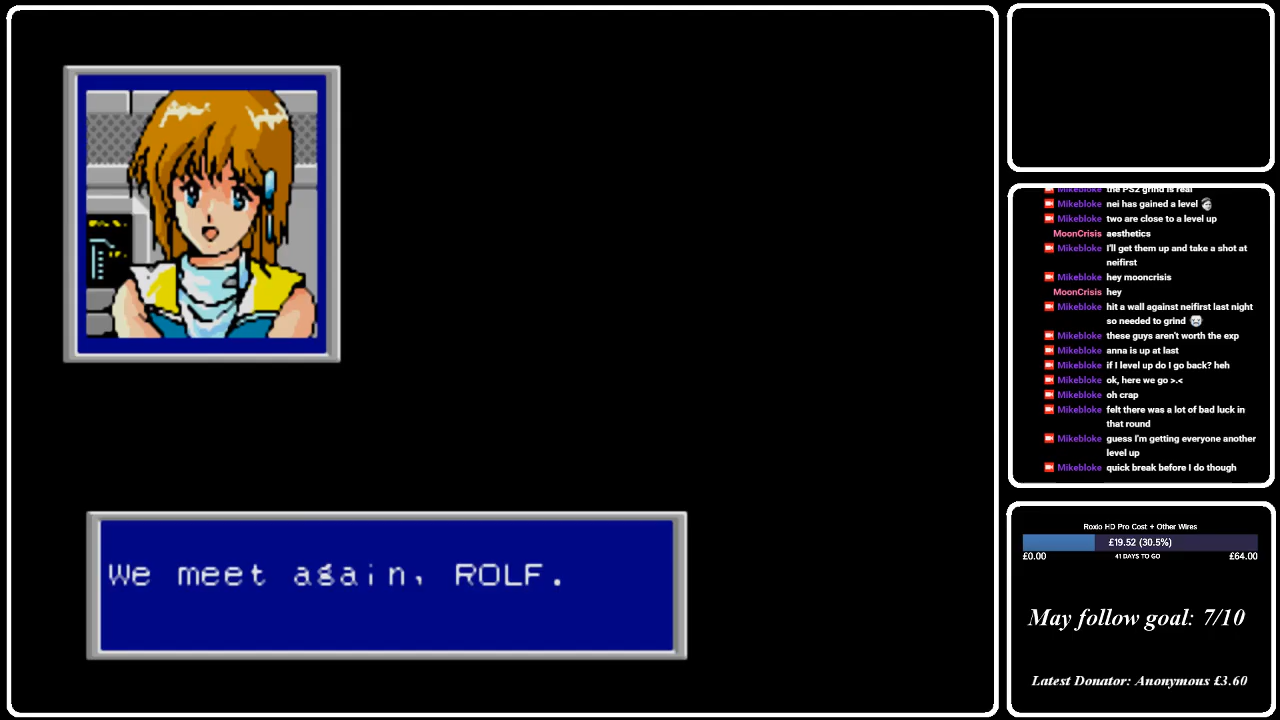 We meet again, ROLF.
Mikebloke the PS2 grind is real
Mikebloke nei has gained a level
Mikebloke two are close to a level up
MoonCrisis aesthetics
Mikebloke I'll get them up and take a shot at
neifirst
Mikebloke hey mooncrisis
MoonCrisis hey
Mikebloke hit a wall against neifirst last night
so needed to grind
Mikebloke these guys aren't worth the exp
Mikebloke anna is up at last
Mikebloke if I level up do I go back? heh
Mikebloke ok, here we go >.<
Mikebloke oh crap
Mikebloke felt there was a lot of bad luck in
that round
Mikebloke guess I'm getting everyone another
level up
Mikebloke quick break before I do though
Roxio HD Pro Cost + Other Wires
£19.52 (30.5%)
£0.00 41 DAYS TO GO £64.00
May follow goal: 7/10
Latest Donator: Anonymous £3.60